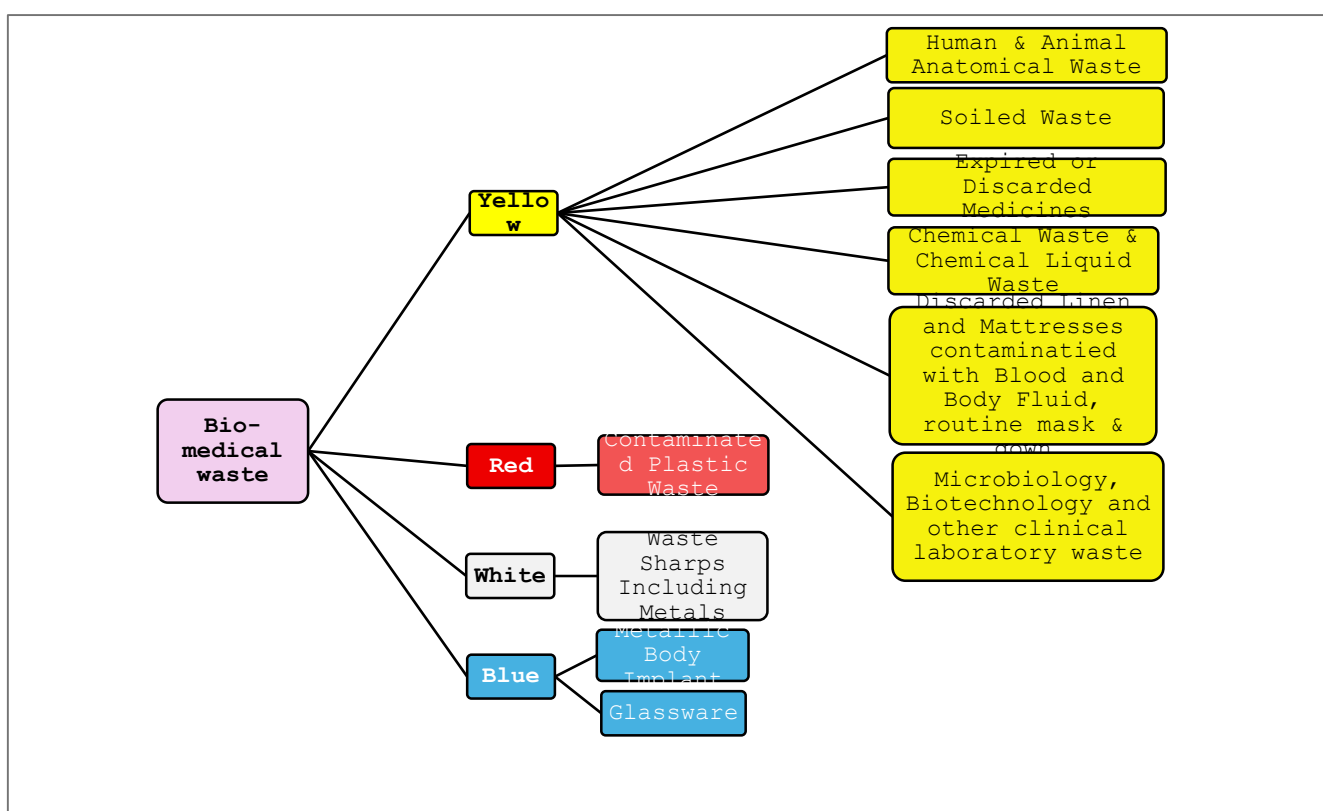 Human & Animal
Anatomical Waste
Soiled Waste
Expired or
Discarded
Medicines
Chemical Waste &
Chemical Liquid
Waste
Discarded Linen
and Mattresses
contaminatied
with Blood and
Body Fluid,
routine mask &
gown
Microbiology,
Biotechnology and
other clinical
laboratory waste
Yello
w
Bio-
medical
waste
Red
Contaminate
d Plastic
Waste
White
Waste
Sharps
Including
Metals
Blue
Metallic
Body
Implant
Glassware